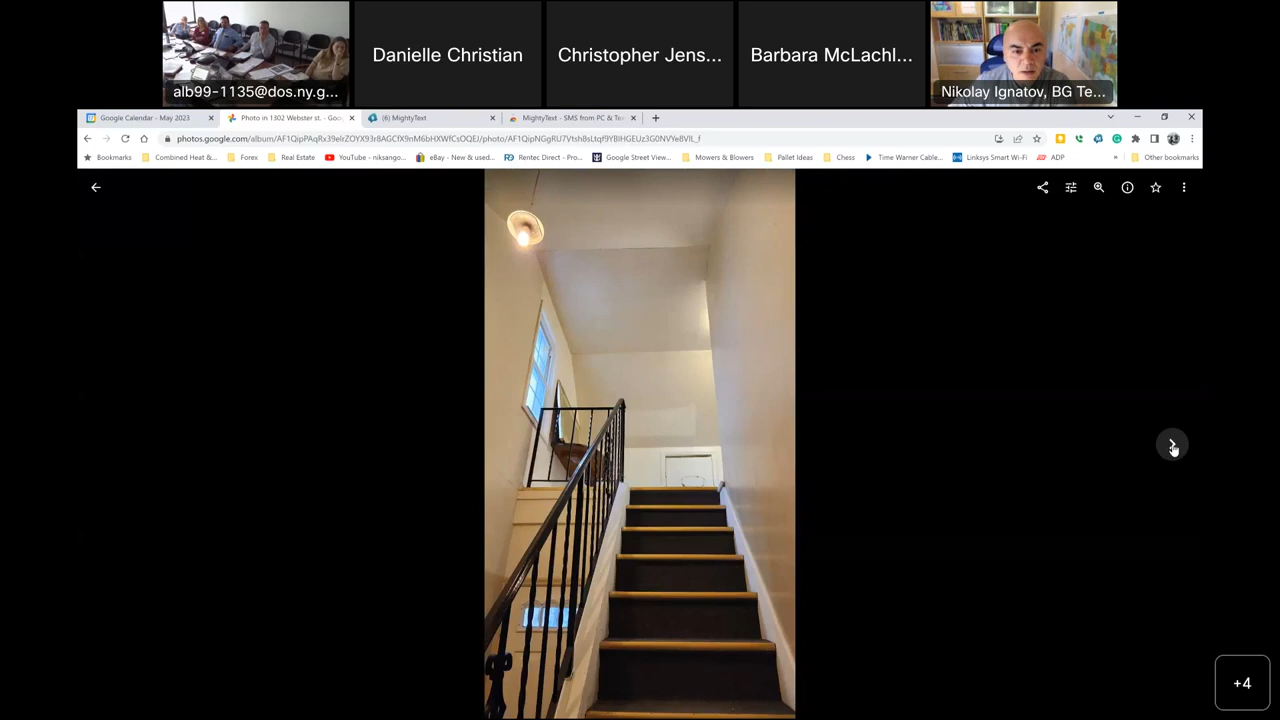 Danielle Christian
Christopher Jens...
Barbara McLachl...
alb99-1135@dos.ny.g...
Nikolay Ignatov, BG Te...
Google Calendar - May 2023
Photo in 1302 Webster st. - Goo
(6) MightyText
MightyText - SMS from PC & Te
Bookmarks
Combined Heat &...
Forex
Real Estate
YouTube - niksango...
eBay - New & used...
Rentec Direct - Pro...
Google Street View...
Mowers & Blowers
Pallet Ideas
Chess
Time Warner Cable...
Linksys Smart Wi-Fi
ADP
»
Other bookmarks
+4